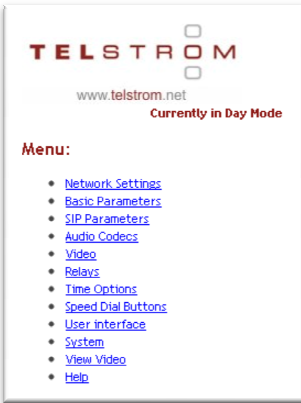 TELSTROM
www.telstrom.net
Currently in Day Mode
Menu:
Network Settings
Basic Parameters
SIP Parameters
Audio Codecs
Video
Relays
Time Options
Speed Dial Buttons
User interface
System
View Video
Help